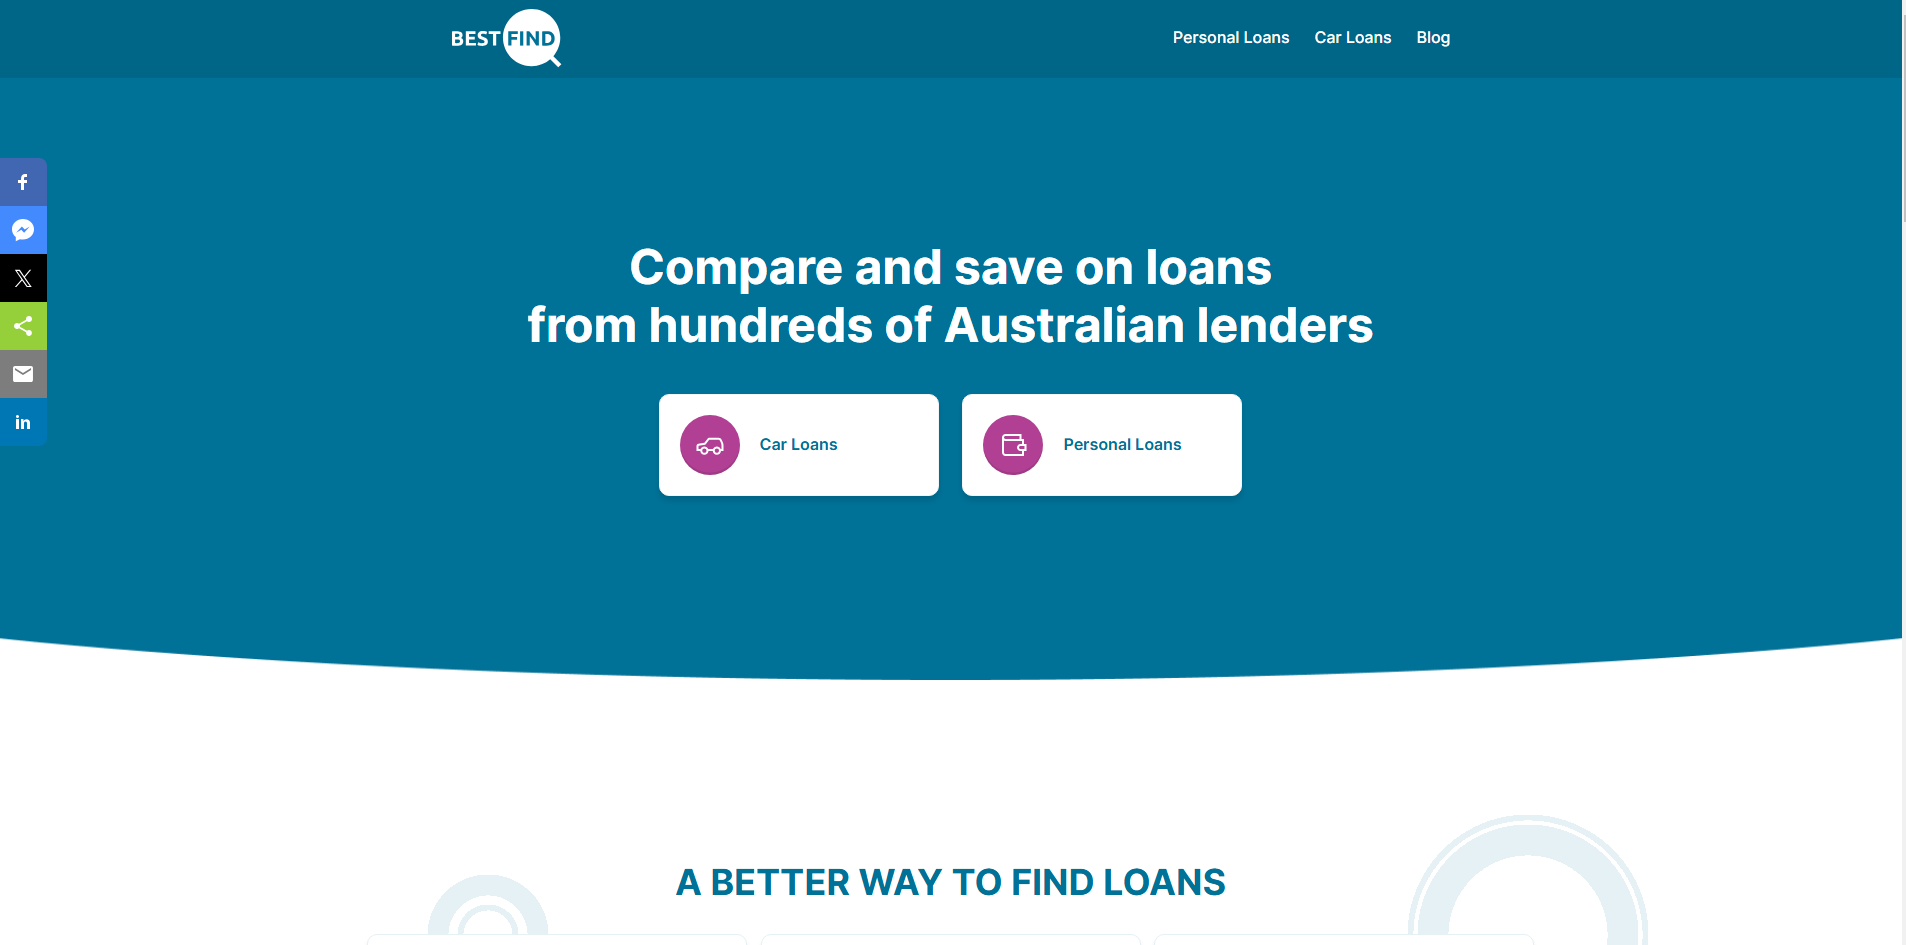 BEST FIND
Personal Loans
Car Loans
Blog
Compare and save on loans
from hundreds of Australian lenders
Car Loans
Personal Loans
A BETTER WAY TO FIND LOANS